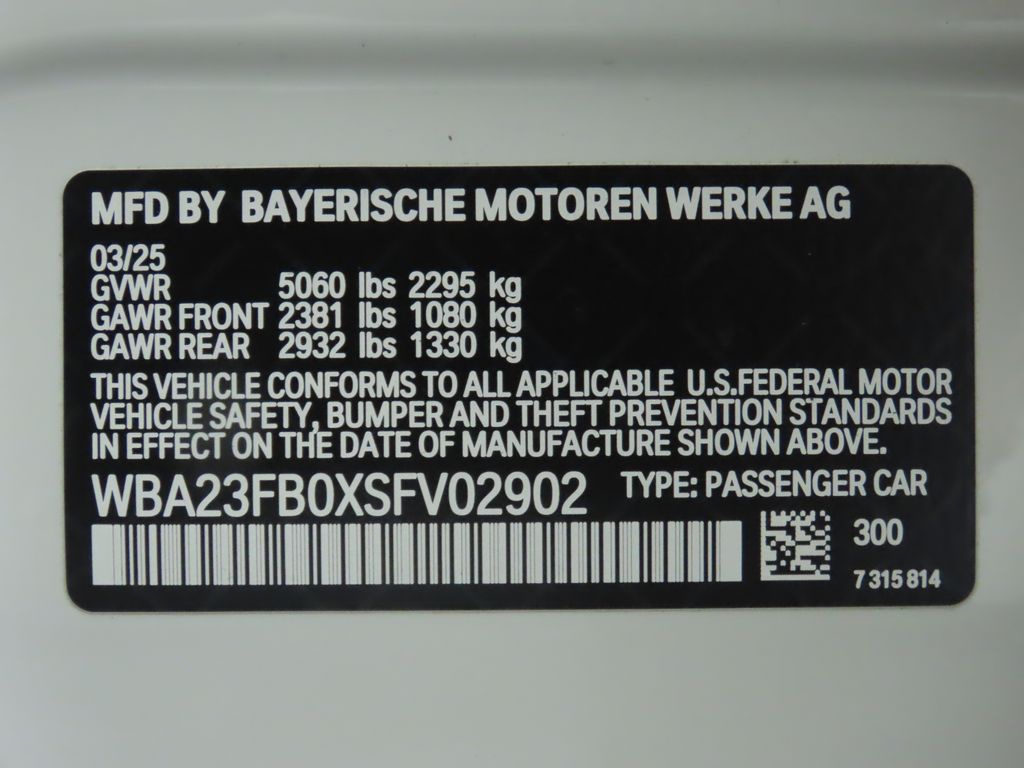 MFD BY BAYERISCHE MOTOREN WERKE AG
03/25
GVWR 5060 lbs 2295 kg
GAWR FRONT 2381 lbs 1080 kg
GAWR REAR 2932 lbs 1330 kg
THIS VEHICLE CONFORMS TO ALL APPLICABLE U.S.FEDERAL MOTOR
VEHICLE SAFETY, BUMPER AND THEFT PREVENTION STANDARDS
IN EFFECT ON THE DATE OF MANUFACTURE SHOWN ABOVE.
WBA23FB0XSFV02902 TYPE: PASSENGER CAR
300
7 315 814